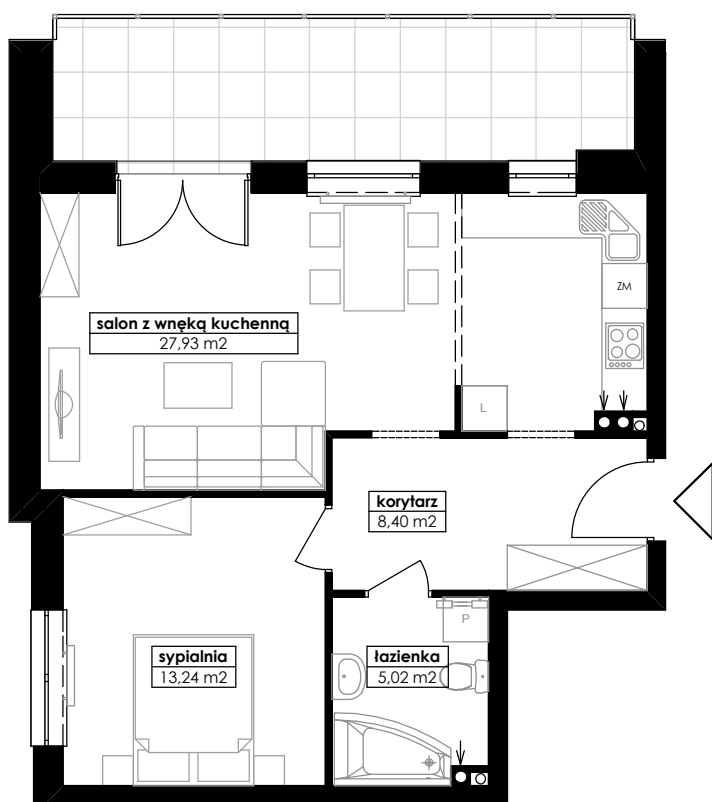 ZM
salon z wnęką kuchenną
27,93 m2
L
korytarz
8,40 m2
P
sypialnia
13,24 m2
łazienka
5,02 m2